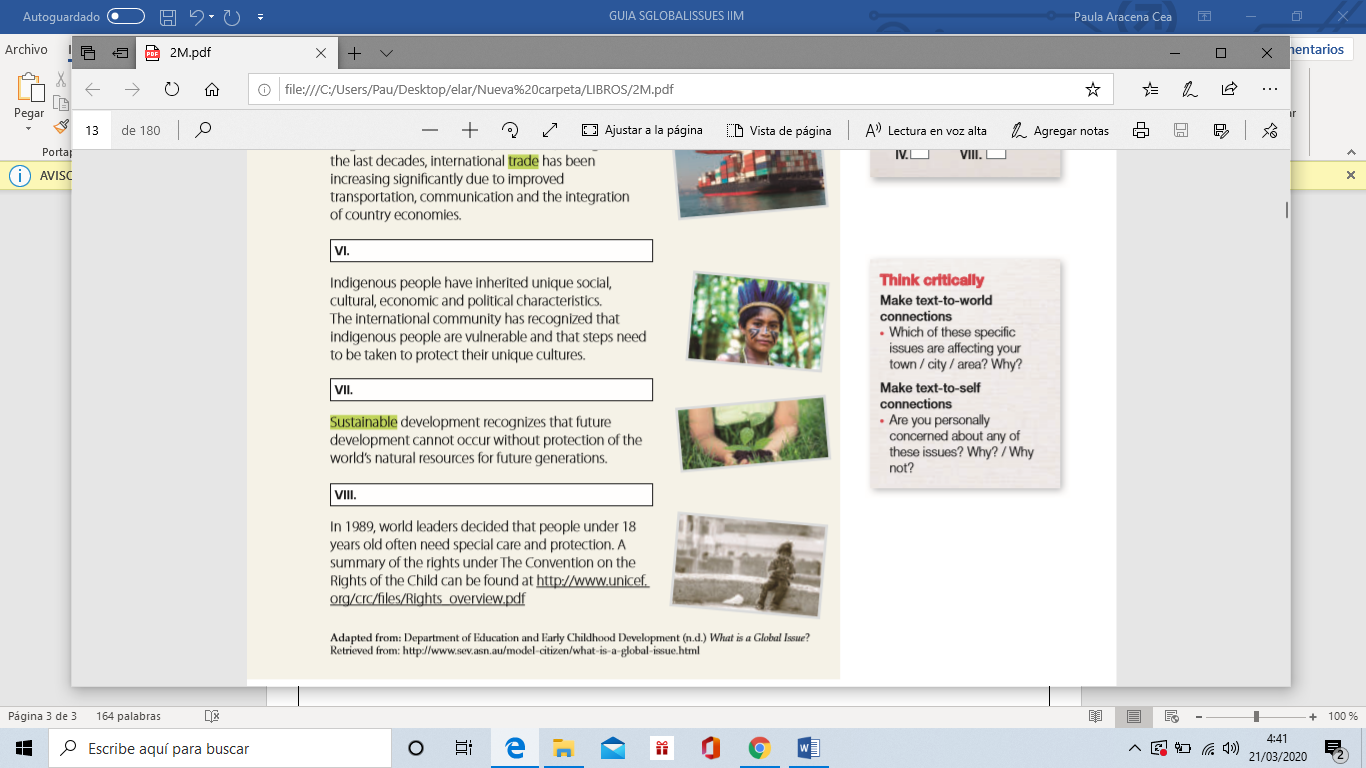 Autoguardado
GUIA SGLOBALISSUES IIM
Paula Aracena Cea
Archivo
2M.pdf
file:///C:/Users/Pau/Desktop/elar/Nueva%20carpeta/LIBROS/2M.pdf
Pegar
13 de 180
Ajustar a la página
Vista de página
Lectura en voz alta
Agregar notas
the last decades, international trade has been
increasing significantly due to improved
transportation, communication and the integration
of country economies.
VI.
Indigenous people have inherited unique social,
cultural, economic and political characteristics.
The international community has recognized that
indigenous people are vulnerable and that steps need
to be taken to protect their unique cultures.
VII.
Sustainable development recognizes that future
development cannot occur without protection of the
world's natural resources for future generations.
VIII.
In 1989, world leaders decided that people under 18
years old often need special care and protection. A
summary of the rights under The Convention on the
Rights of the Child can be found at http://www.unicef.
org/crc/files/Rights_overview.pdf
Adapted from: Department of Education and Early Childhood Development (n.d.) What is a Global Issue?
Retrieved from: http://www.sev.asn.au/model-citizen/what-is-a-global-issue.html
IV. VIII.
Think critically
Make text-to-world
connections
• Which of these specific
issues are affecting your
town / city / area? Why?
Make text-to-self
connections
• Are you personally
concerned about any of
these issues? Why? / Why
not?
Página 3 de 3 164 palabras
100 %
Escribe aquí para buscar
4:41
21/03/2020
2